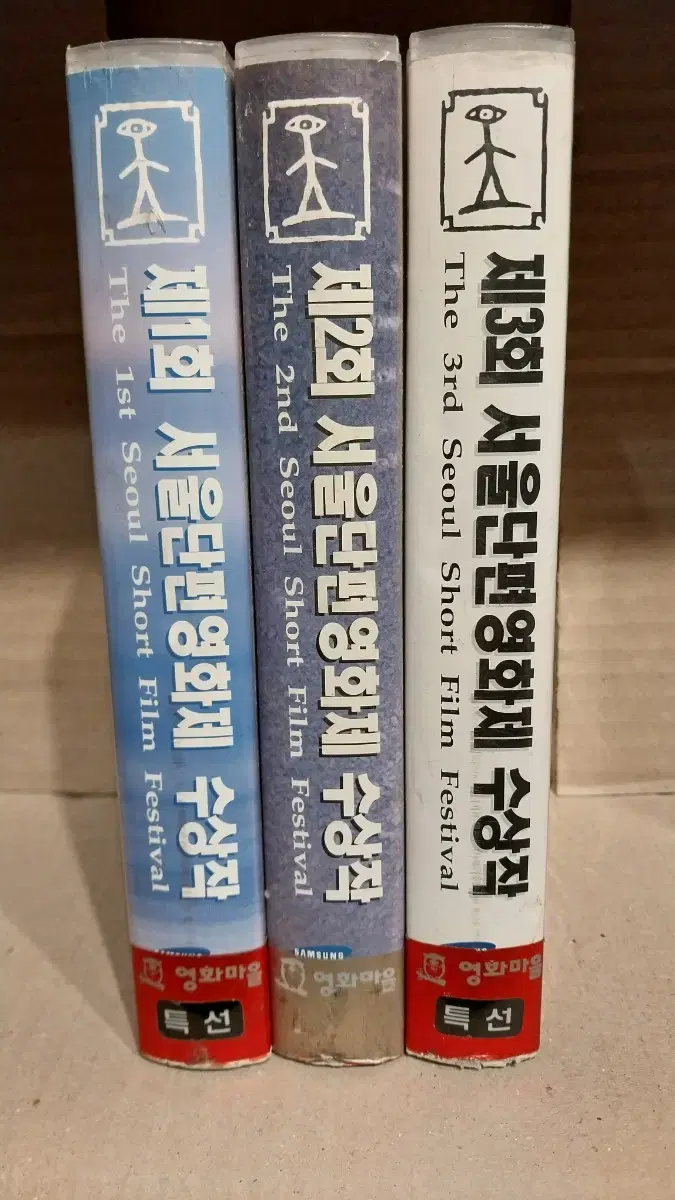 제1회 서울단편영화제 수상작
The 1st Seoul Short Film Festival
SAMSUNG
영화마을
특선
제2회 서울단편영화제 수상작
The 2nd Seoul Short Film Festival
SAMSUNG
영화마을
제3회 서울단편영화제 수상작
The 3rd Seoul Short Film Festival
영화마을
특선